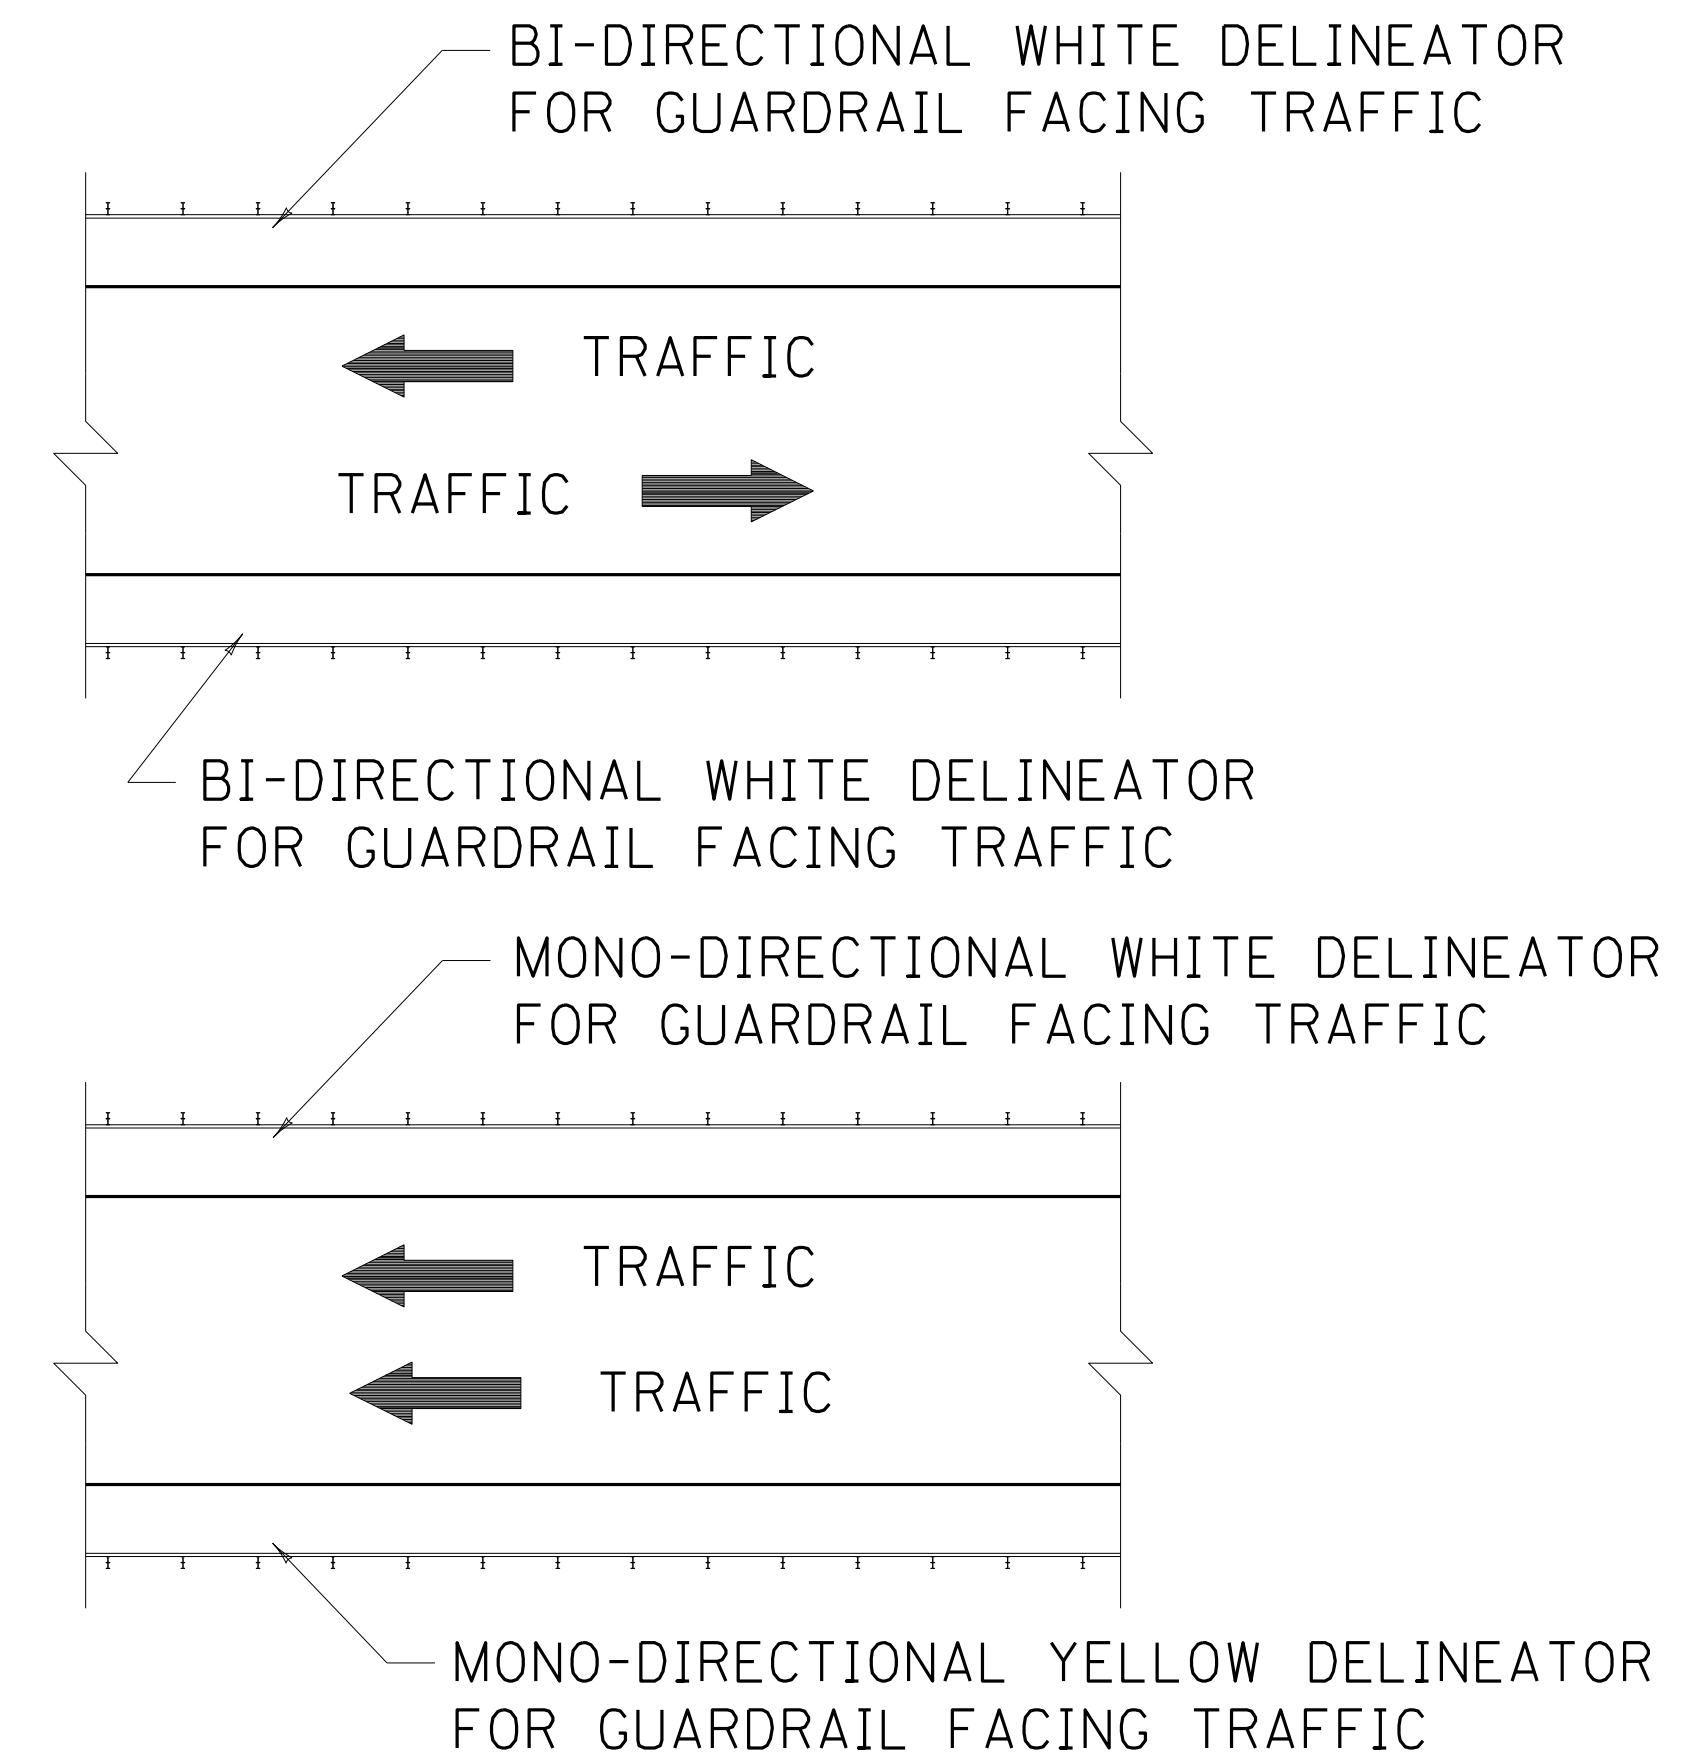 BI-DIRECTIONAL WHITE DELINEATOR
FOR GUARDRAIL FACING TRAFFIC
TRAFFIC
TRAFFIC
BI-DIRECTIONAL WHITE DELINEATOR
FOR GUARDRAIL FACING TRAFFIC
MONO-DIRECTIONAL WHITE DELINEATOR
FOR GUARDRAIL FACING TRAFFIC
TRAFFIC
TRAFFIC
MONO-DIRECTIONAL YELLOW DELINEATOR
FOR GUARDRAIL FACING TRAFFIC